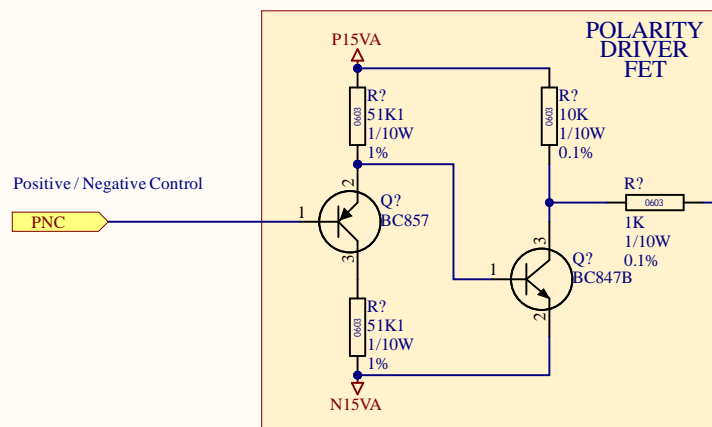 POLARITY
DRIVER
FET
P15VA
R?
51K1
1/10W
1%
0603
R?
10K
1/10W
0.1%
0603
Positive / Negative Control
PNC
1
2
3
Q?
BC857
R?
0603
1K
1/10W
0.1%
1
3
2
Q?
BC847B
R?
51K1
1/10W
1%
0603
N15VA